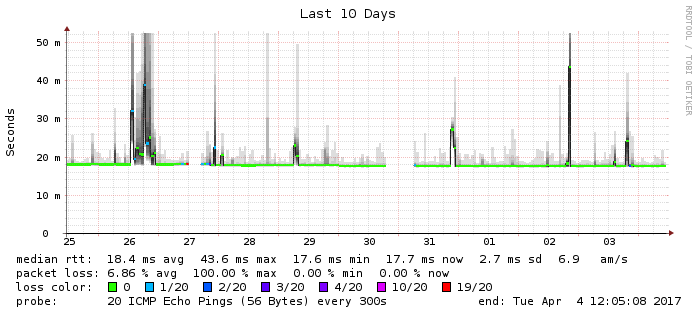 Last 10 Days
RRDTOOL / TOBI OETIKER
Seconds
50 m
40 m
30 m
20 m
10 m
0
25 26 27 28 29 30 31 01 02 03
median rtt: 18.4 ms avg 43.6 ms max 17.6 ms min 17.7 ms now 2.7 ms sd 6.9 am/s
packet loss: 6.86 % avg 100.00 % max 0.00 % min 0.00 % now
loss color: 0 1/20 2/20 3/20 4/20 10/20 19/20
probe: 20 ICMP Echo Pings (56 Bytes) every 300s end: Tue Apr 4 12:05:08 2017